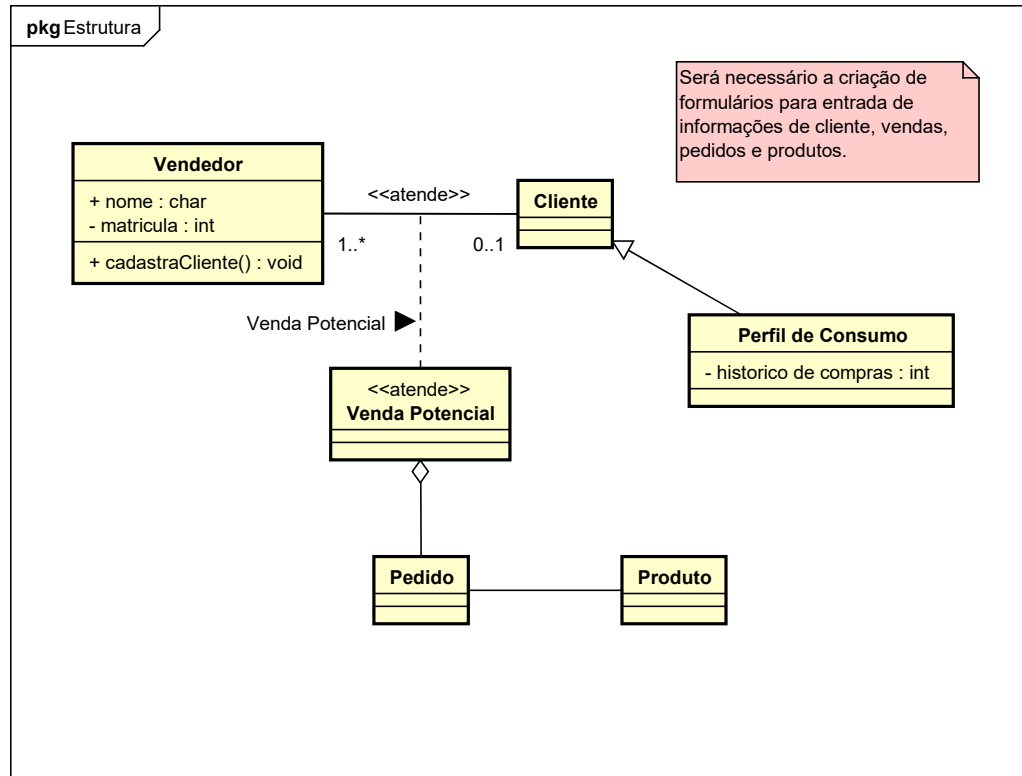 pkg Estrutura
Será necessário a criação de
formulários para entrada de
informações de cliente, vendas,
pedidos e produtos.
Vendedor
+ nome : char
- matricula : int
+ cadastraCliente() : void
<<atende>>
1..*
0..1
Cliente
Venda Potencial
Perfil de Consumo
- historico de compras : int
<<atende>>
Venda Potencial
Pedido
Produto